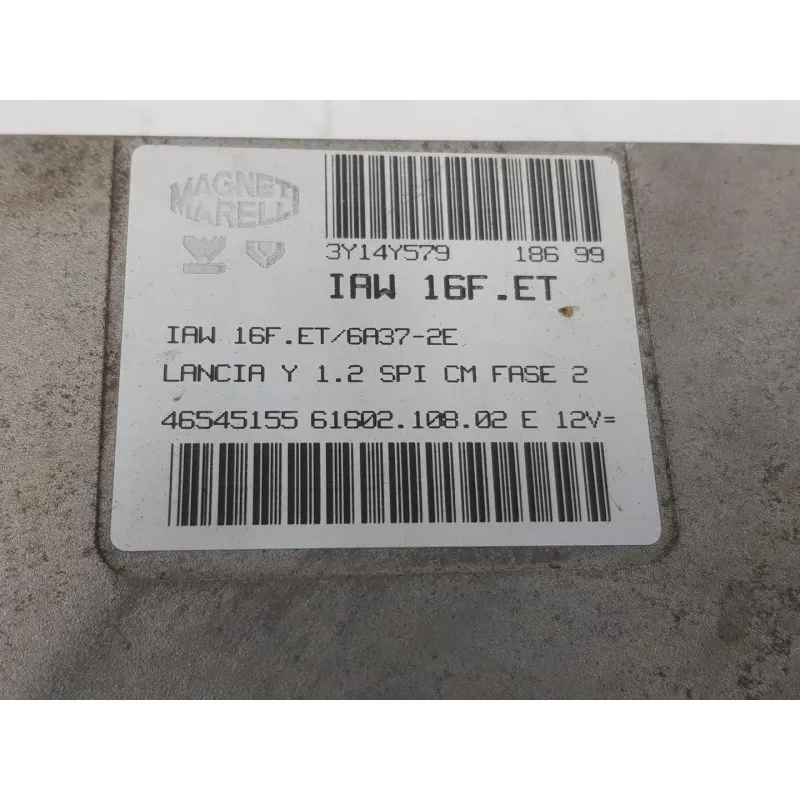 MAGNETI
MARELLI
3Y14Y579 186 99
IAW 16F.ET
IAW 16F.ET/6A37-2E
LANCIA Y 1.2 SPI CM FASE 2
46545155 61602.108.02 E 12V=